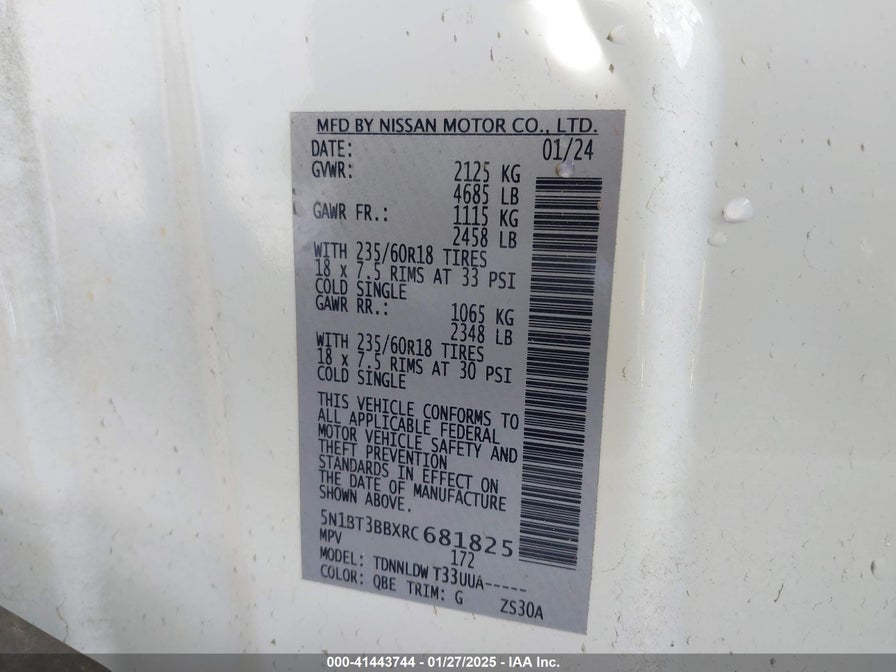 MFD BY NISSAN MOTOR CO., LTD.
DATE: 01/24
GVWR: 2125 KG
4685 LB
GAWR FR.: 1115 KG
2458 LB
WITH 235/60R18 TIRES
18 x 7.5 RIMS AT 33 PSI
COLD SINGLE
GAWR RR.: 1065 KG
2348 LB
WITH 235/60R18 TIRES
18 x 7.5 RIMS AT 30 PSI
COLD SINGLE
THIS VEHICLE CONFORMS TO
ALL APPLICABLE FEDERAL
MOTOR VEHICLE SAFETY AND
THEFT PREVENTION
STANDARDS IN EFFECT ON
THE DATE OF MANUFACTURE
SHOWN ABOVE.
5N1BT3BBXRC681825
MPV 172
MODEL: TDNNLDW T33UUA-----
COLOR: QBE TRIM: G ZS30A
000-41443744 - 01/27/2025 - IAA Inc.